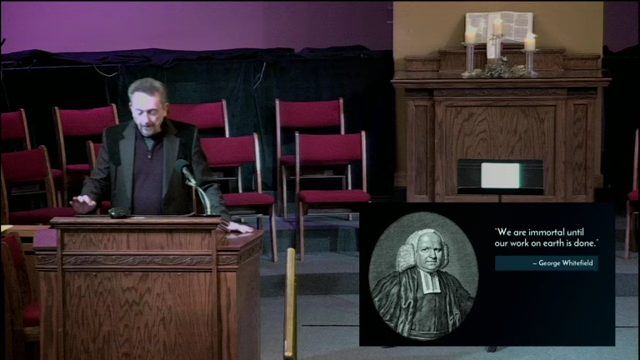 "We are immortal until
our work on earth is done."
– George Whitefield